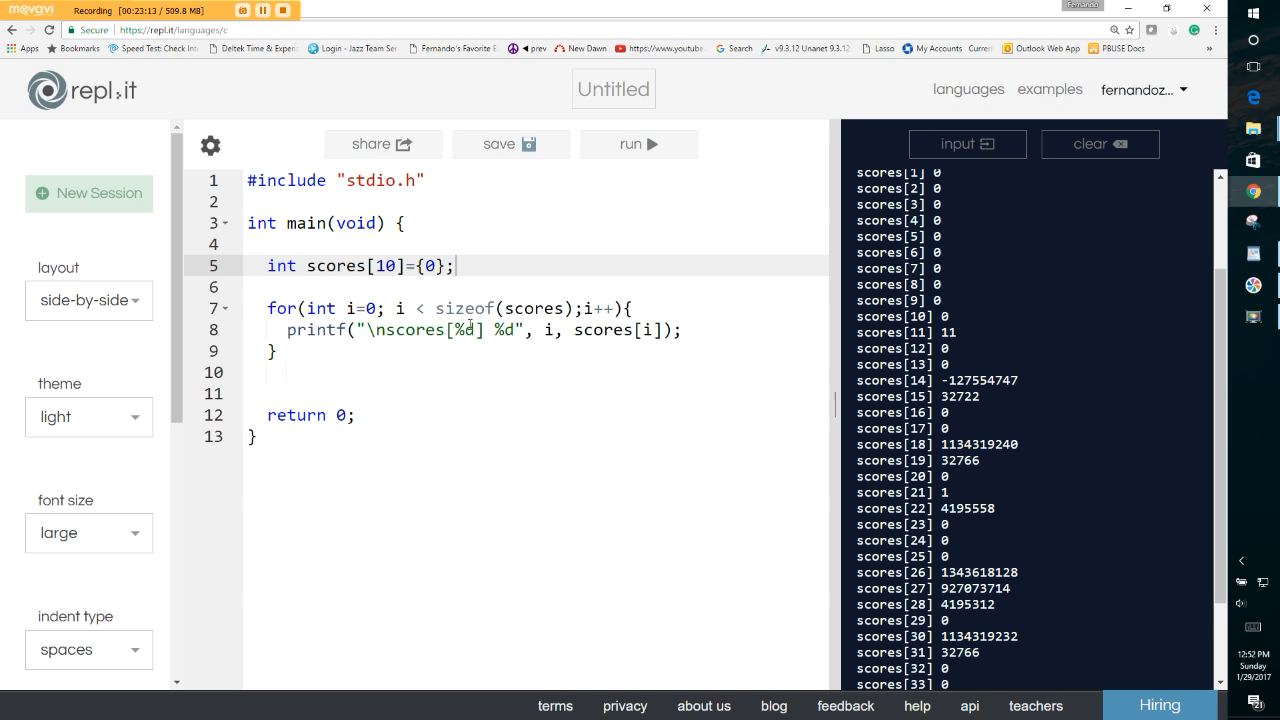 movavi
Recording [00:23:13 / 509.8 MB]
Fernando
Secure https://repl.it/languages/c
Apps Bookmarks Speed Test: Check Inte Deltek Time & Expens Login - Jazz Team Ser Fernando's Favorite E ◄ prev New Dawn https://www.youtube. Search v9.3.12 Unanet 9.3.12 Lasso My Accounts Current Outlook Web App PBUSE Docs »
repl.it
Untitled
languages examples fernandoz...
share save run
input clear
New Session
layout
side-by-side
theme
light
font size
large
indent type
spaces
1 #include "stdio.h"
2
3 int main(void) {
4
5 int scores[10]={0};
6
7 for(int i=0; i < sizeof(scores);i++){
8 printf("\nscores[%d] %d", i, scores[i]);
9 }
10
11
12 return 0;
13 }
scores[1] 0
scores[2] 0
scores[3] 0
scores[4] 0
scores[5] 0
scores[6] 0
scores[7] 0
scores[8] 0
scores[9] 0
scores[10] 0
scores[11] 11
scores[12] 0
scores[13] 0
scores[14] -127554747
scores[15] 32722
scores[16] 0
scores[17] 0
scores[18] 1134319240
scores[19] 32766
scores[20] 0
scores[21] 1
scores[22] 4195558
scores[23] 0
scores[24] 0
scores[25] 0
scores[26] 1343618128
scores[27] 927073714
scores[28] 4195312
scores[29] 0
scores[30] 1134319232
scores[31] 32766
scores[32] 0
scores[33] 0
terms privacy about us blog feedback help api teachers Hiring
12:52 PM
Sunday
1/29/2017
21